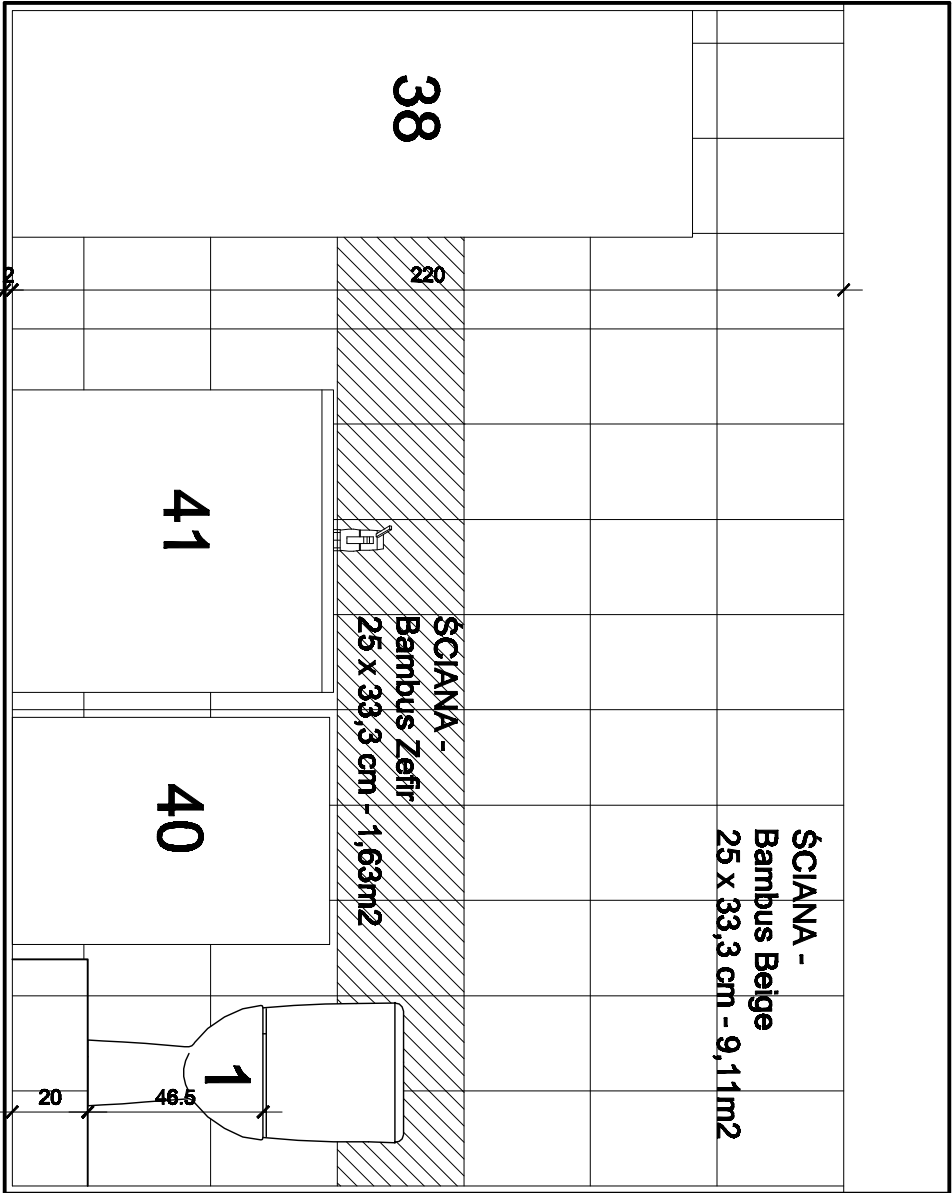 38
2
220
41
ŚCIANA -
Bambus Zefir
25 x 33,3 cm - 1,63m2
40
ŚCIANA -
Bambus Beige
25 x 33,3 cm - 9,11m2
1
20
46.5